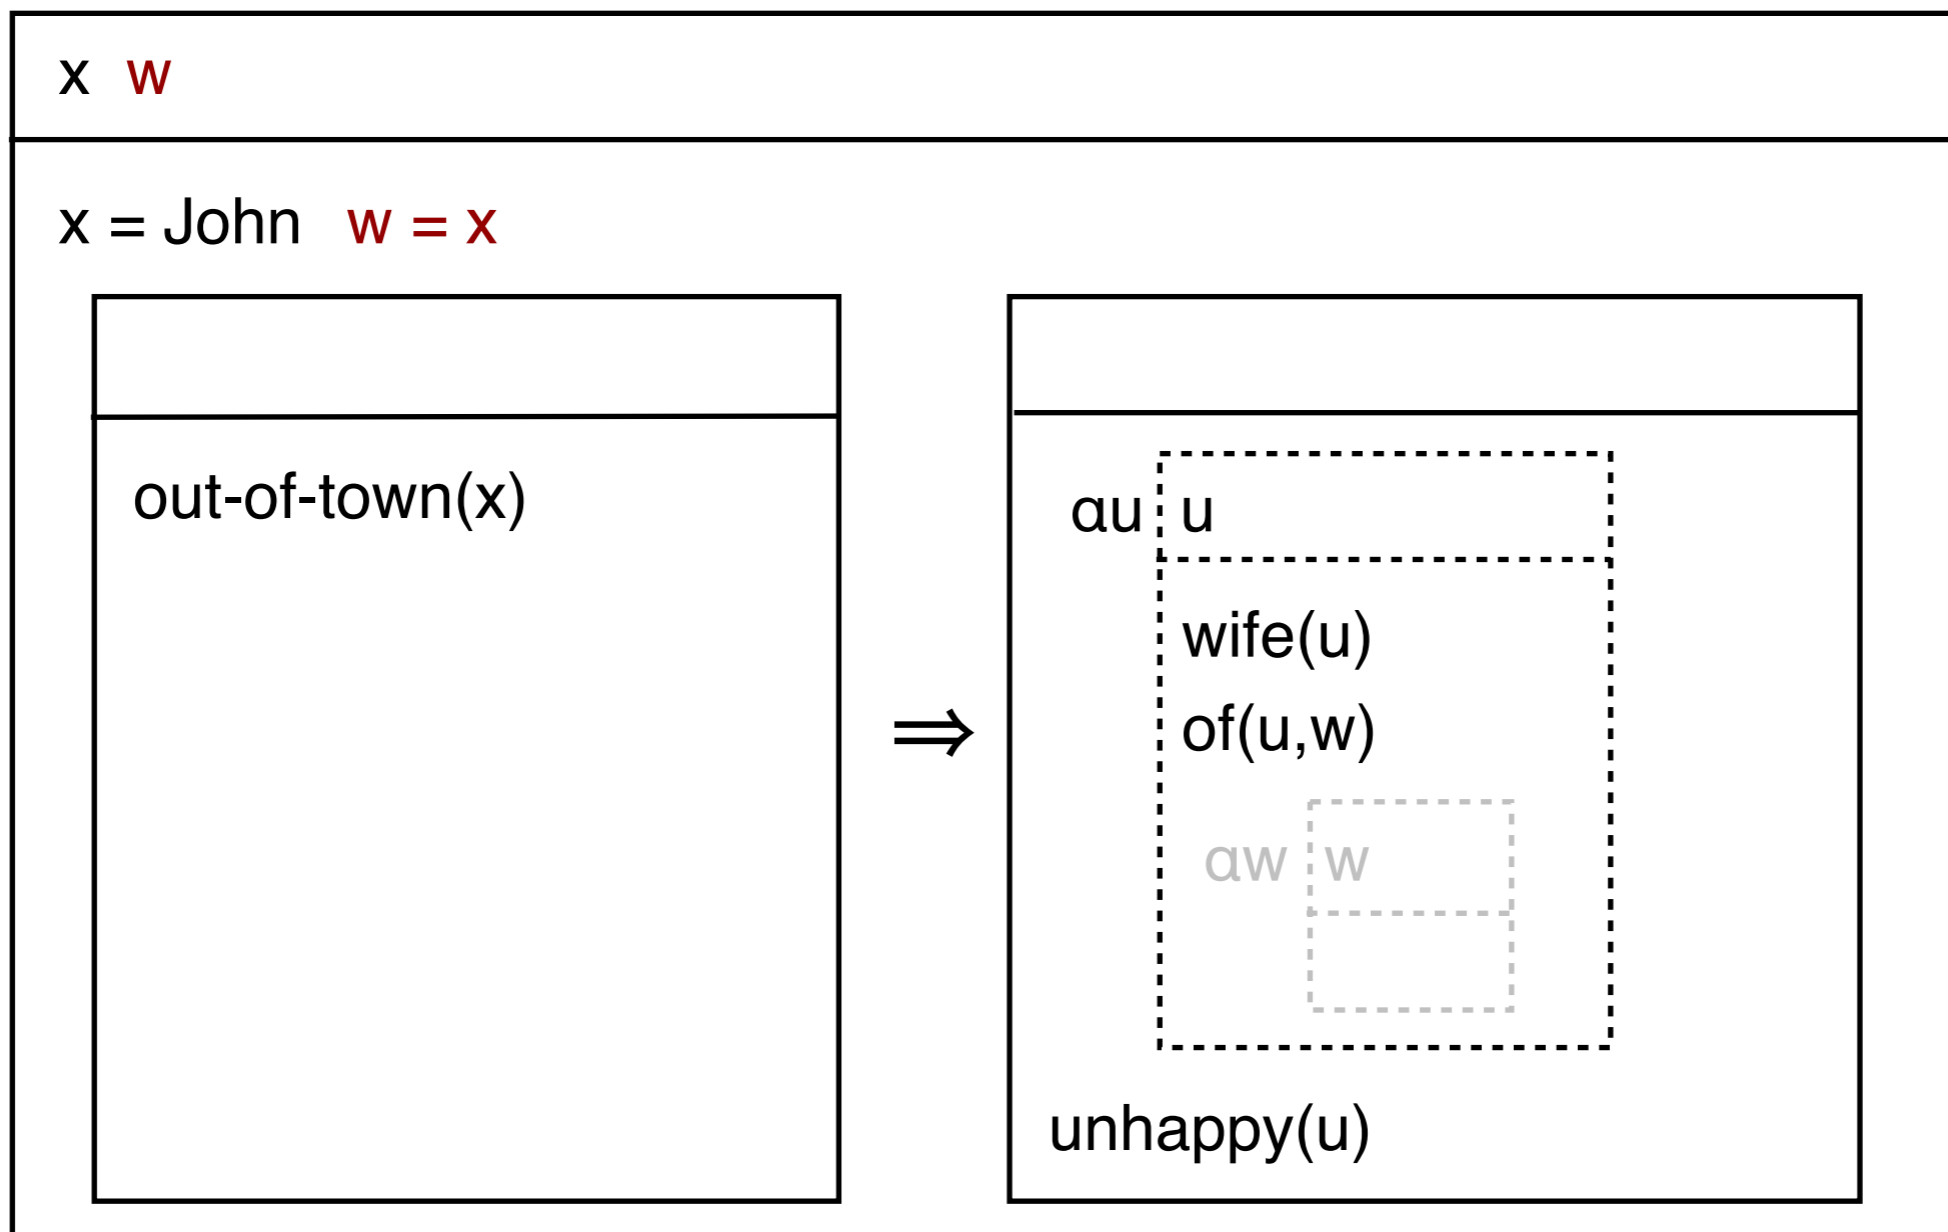 x w
x = John w = x
out-of-town(x)
⇒
αu u
wife(u)
of(u,w)
αw w
unhappy(u)